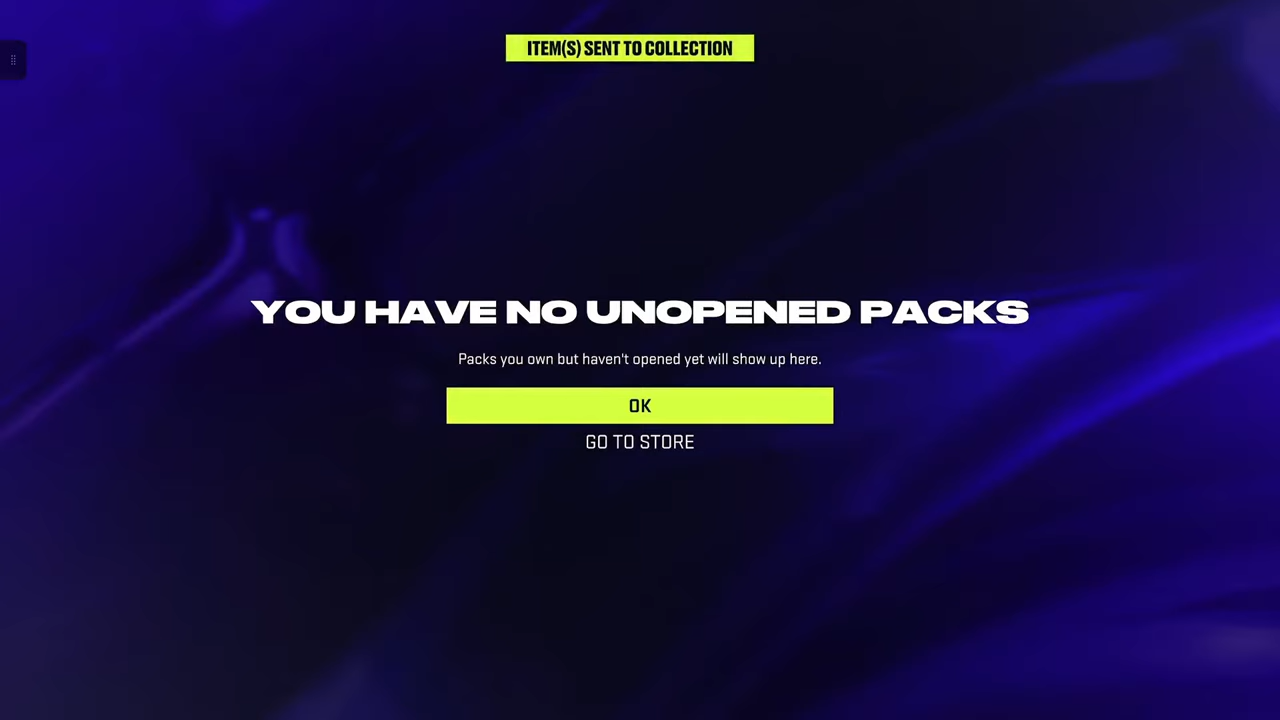 ITEM(S) SENT TO COLLECTION
YOU HAVE NO UNOPENED PACKS
Packs you own but haven't opened yet will show up here.
OK
GO TO STORE